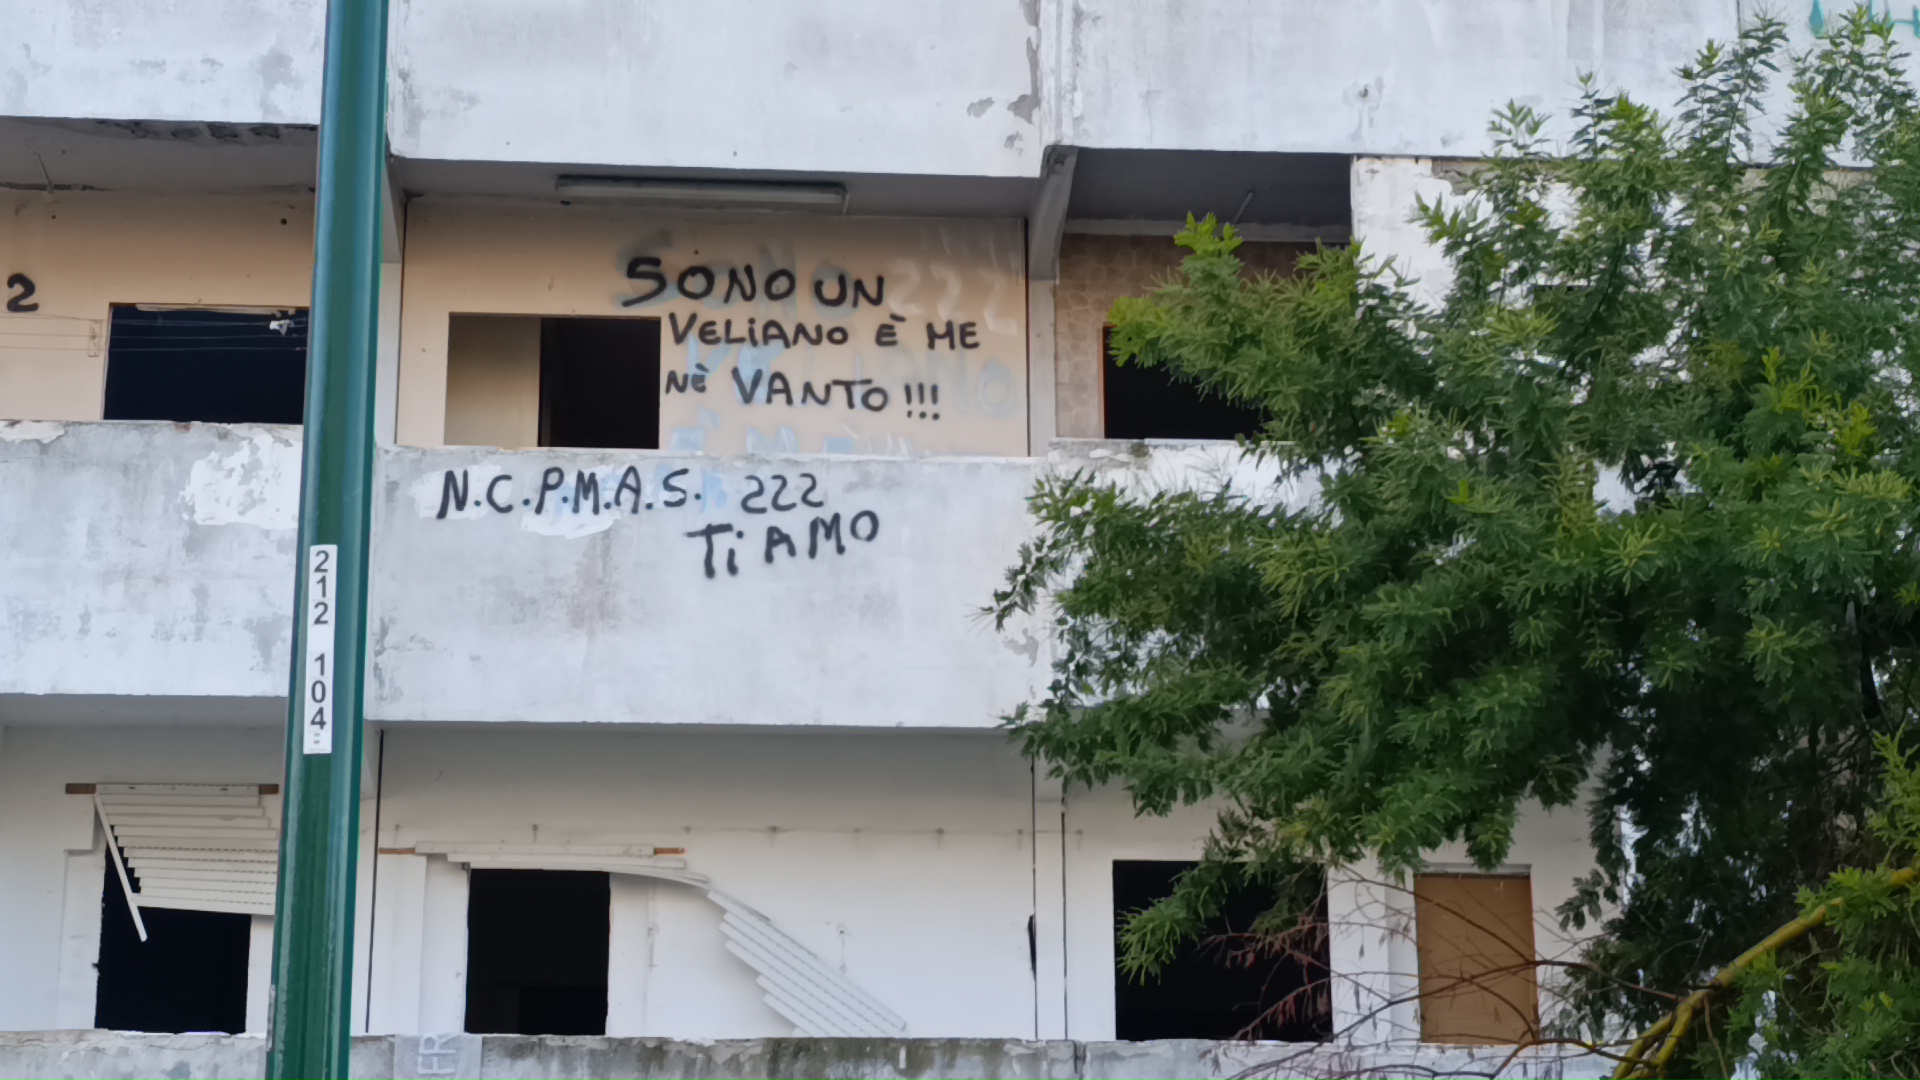 2
SONO UN
VELIANO È ME
NÈ VANTO!!!
N.C.P.M.A.S. 222
Ti AMO
212 104